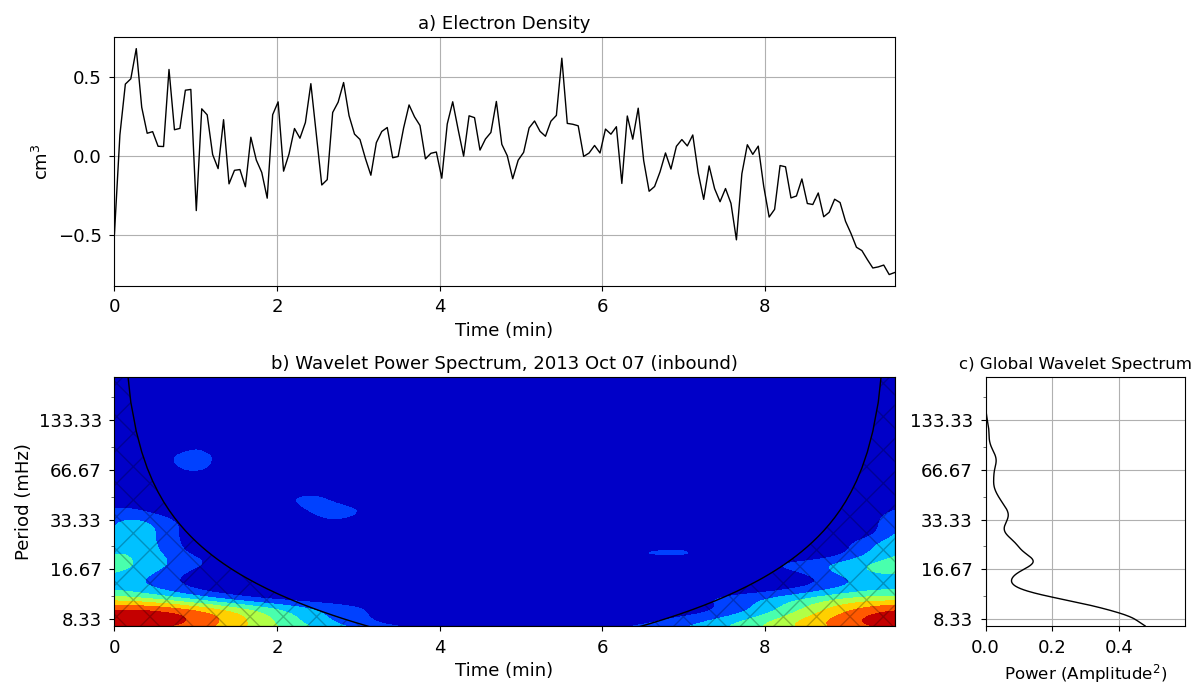 a) Electron Density
cm³
0.5
0.0
−0.5
0 2 4 6 8
Time (min)
b) Wavelet Power Spectrum, 2013 Oct 07 (inbound)
Period (mHz)
133.33
66.67
33.33
16.67
8.33
0 2 4 6 8
Time (min)
c) Global Wavelet Spectrum
133.33
66.67
33.33
16.67
8.33
0.0 0.2 0.4
Power (Amplitude²)